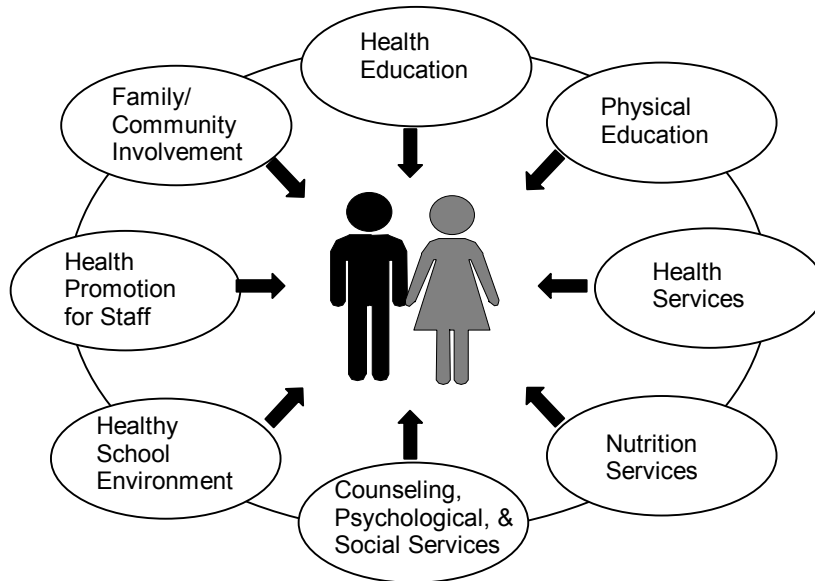 Health
Education
Physical
Education
Health
Services
Nutrition
Services
Counseling,
Psychological, &
Social Services
Healthy
School
Environment
Health
Promotion
for Staff
Family/
Community
Involvement